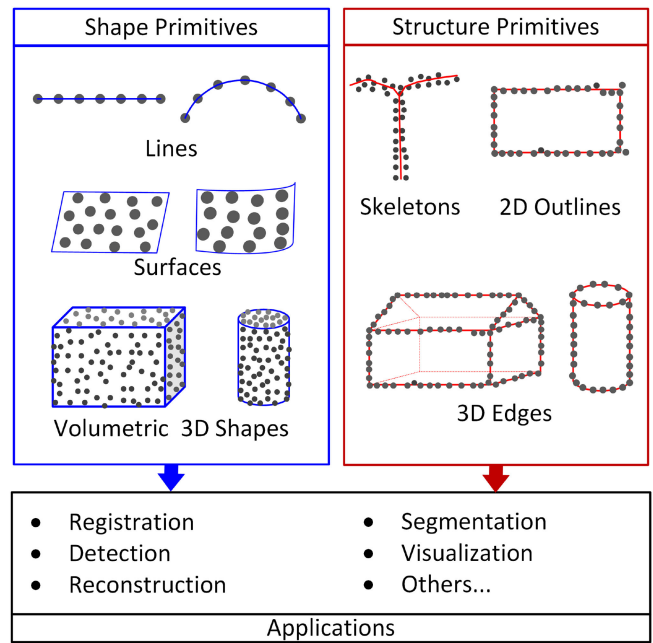 Shape Primitives
Lines
Surfaces
Volumetric 3D Shapes
Structure Primitives
Skeletons
2D Outlines
3D Edges
• Registration
• Detection
• Reconstruction
• Segmentation
• Visualization
• Others...
Applications